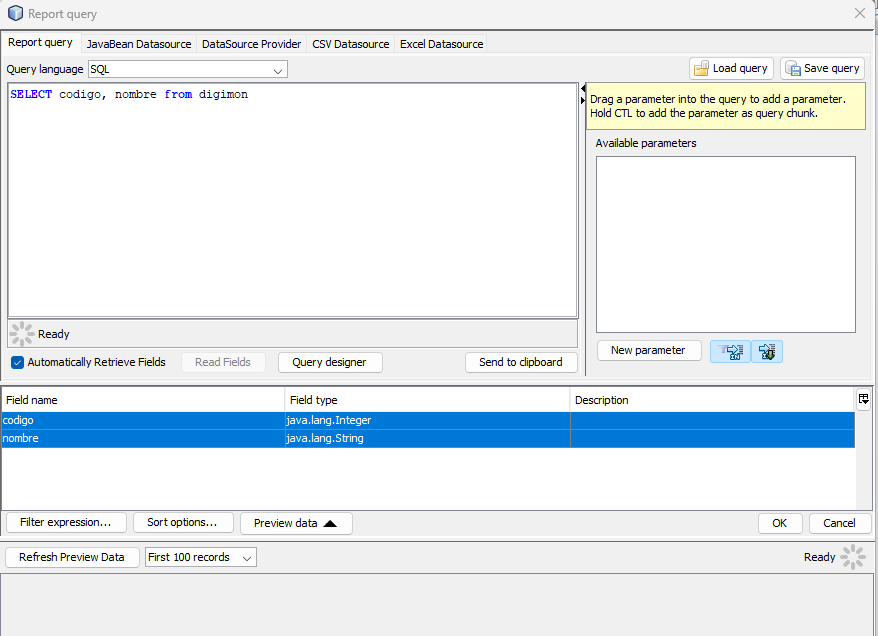 Report query
Report query JavaBean Datasource DataSource Provider CSV Datasource Excel Datasource
Query language SQL Load query Save query
SELECT codigo, nombre from digimon
Drag a parameter into the query to add a parameter.
Hold CTL to add the parameter as query chunk.
Available parameters
Ready
New parameter
Automatically Retrieve Fields Read Fields Query designer Send to clipboard
Field name Field type Description
codigo java.lang.Integer
nombre java.lang.String
Filter expression... Sort options... Preview data OK Cancel
Refresh Preview Data First 100 records Ready